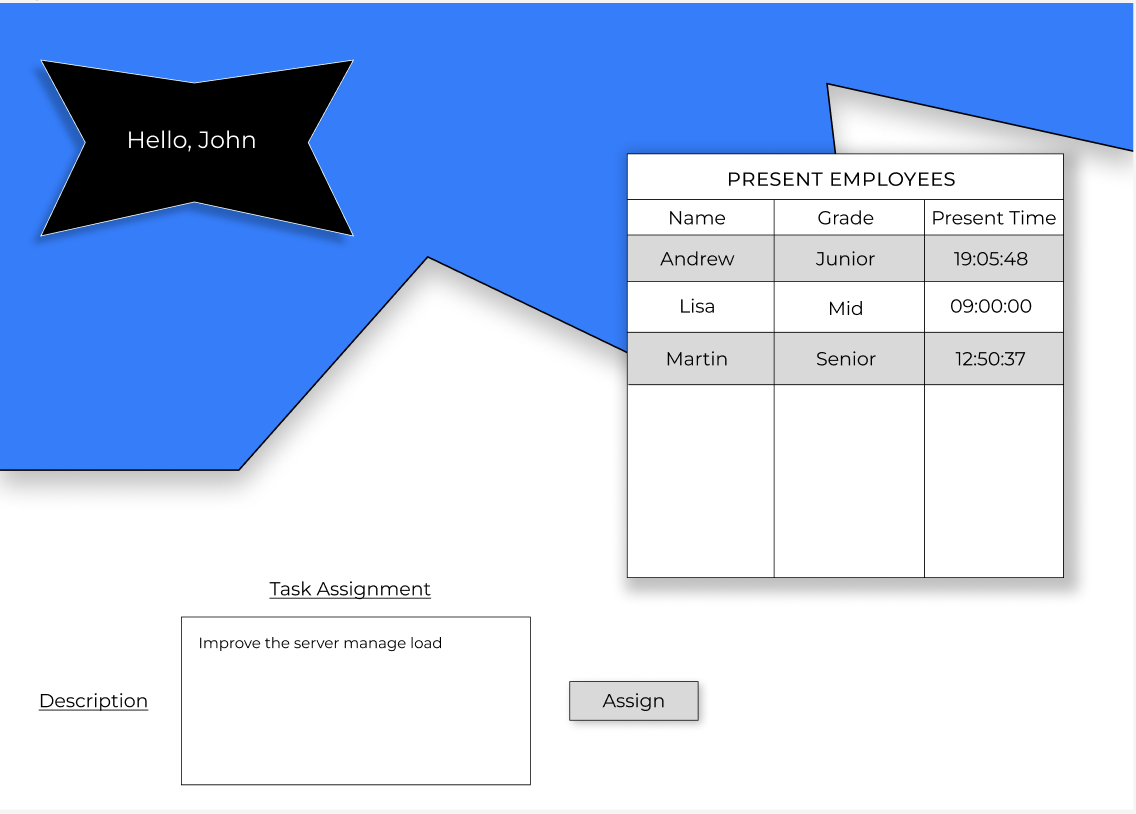 Hello, John
PRESENT EMPLOYEES
Name Grade Present Time
Andrew Junior 19:05:48
Lisa Mid 09:00:00
Martin Senior 12:50:37
Task Assignment
Improve the server manage load
Description
Assign